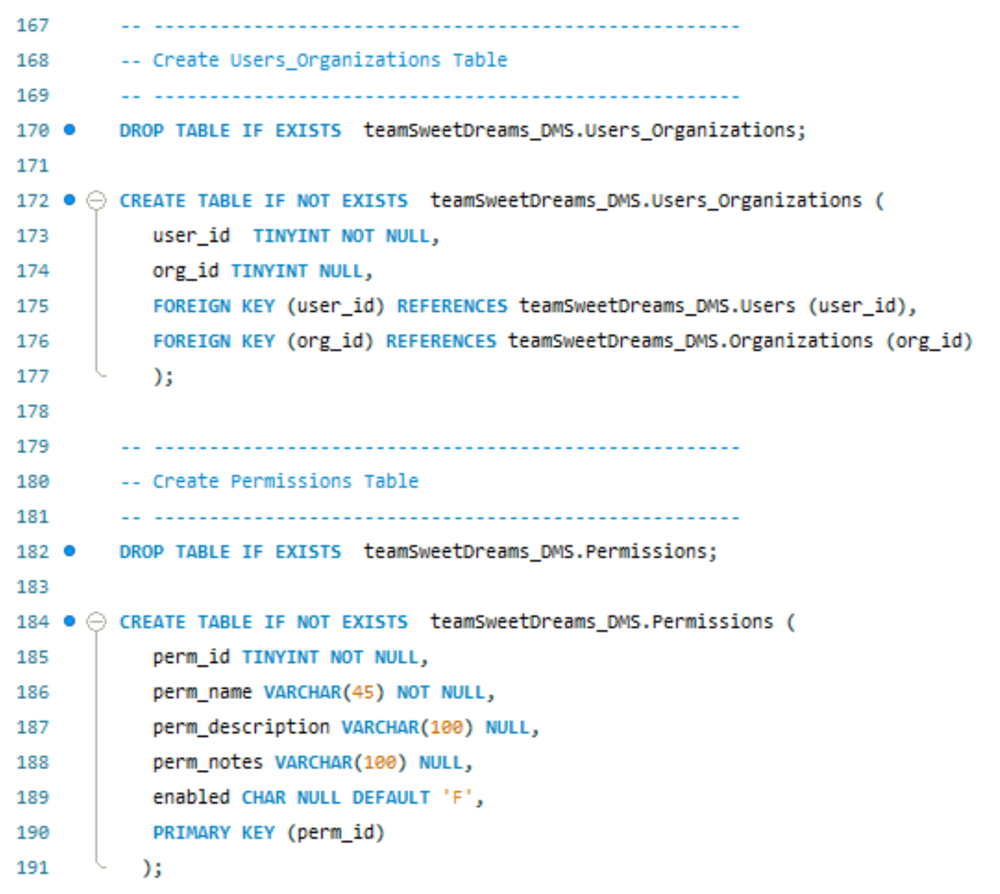 167 -- -----------------------------------------------------
168 -- Create Users_Organizations Table
169 -- -----------------------------------------------------
170 DROP TABLE IF EXISTS  teamSweetDreams_DMS.Users_Organizations;
171
172 CREATE TABLE IF NOT EXISTS  teamSweetDreams_DMS.Users_Organizations (
173 user_id  TINYINT NOT NULL,
174 org_id TINYINT NULL,
175 FOREIGN KEY (user_id) REFERENCES teamSweetDreams_DMS.Users (user_id),
176 FOREIGN KEY (org_id) REFERENCES teamSweetDreams_DMS.Organizations (org_id)
177 );
178
179 -- -----------------------------------------------------
180 -- Create Permissions Table
181 -- -----------------------------------------------------
182 DROP TABLE IF EXISTS  teamSweetDreams_DMS.Permissions;
183
184 CREATE TABLE IF NOT EXISTS  teamSweetDreams_DMS.Permissions (
185 perm_id TINYINT NOT NULL,
186 perm_name VARCHAR(45) NOT NULL,
187 perm_description VARCHAR(100) NULL,
188 perm_notes VARCHAR(100) NULL,
189 enabled CHAR NULL DEFAULT 'F',
190 PRIMARY KEY (perm_id)
191 );